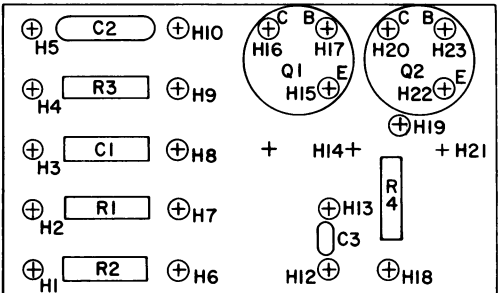 H5 C2 H10 C B C B
H16 H17 H20 H23
Q1 E Q2 E
H4 R3 H9 H15 H22
H19
H3 C1 H8 H14 H21
R4
H2 R1 H7 H13
C3
H1 R2 H6 H12 H18